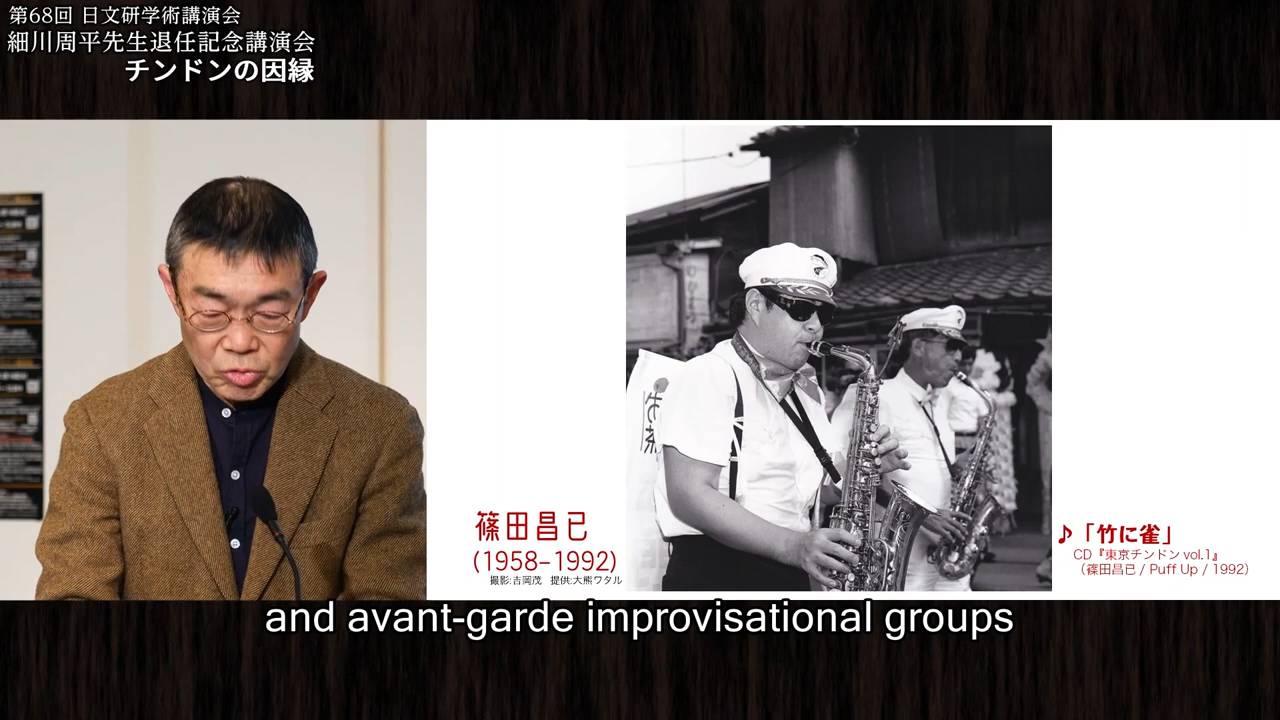 第68回 日文研学術講演会
細川周平先生退任記念講演会
チンドンの因縁
篠田昌已
(1958-1992)
撮影:吉岡茂 提供:大熊ワタル
♪「竹に雀」
CD『東京チンドン vol.1』
(篠田昌已 / Puff Up / 1992)
and avant-garde improvisational groups